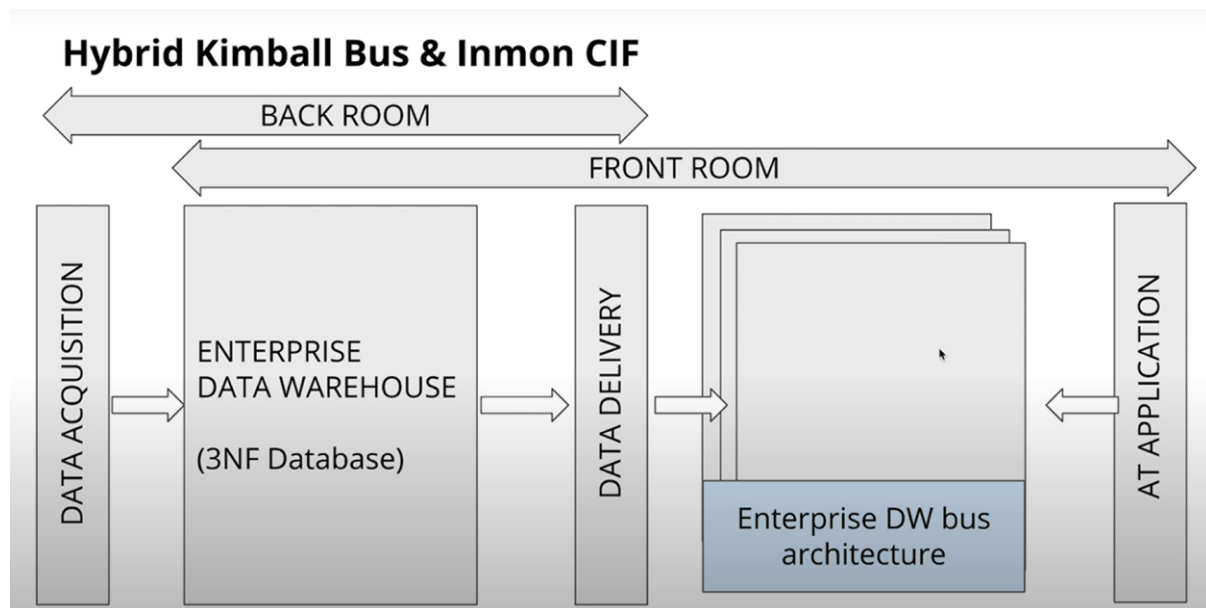 Hybrid Kimball Bus & Inmon CIF
BACK ROOM
FRONT ROOM
DATA ACQUISITION
ENTERPRISE
DATA WAREHOUSE
(3NF Database)
DATA DELIVERY
Enterprise DW bus
architecture
AT APPLICATION